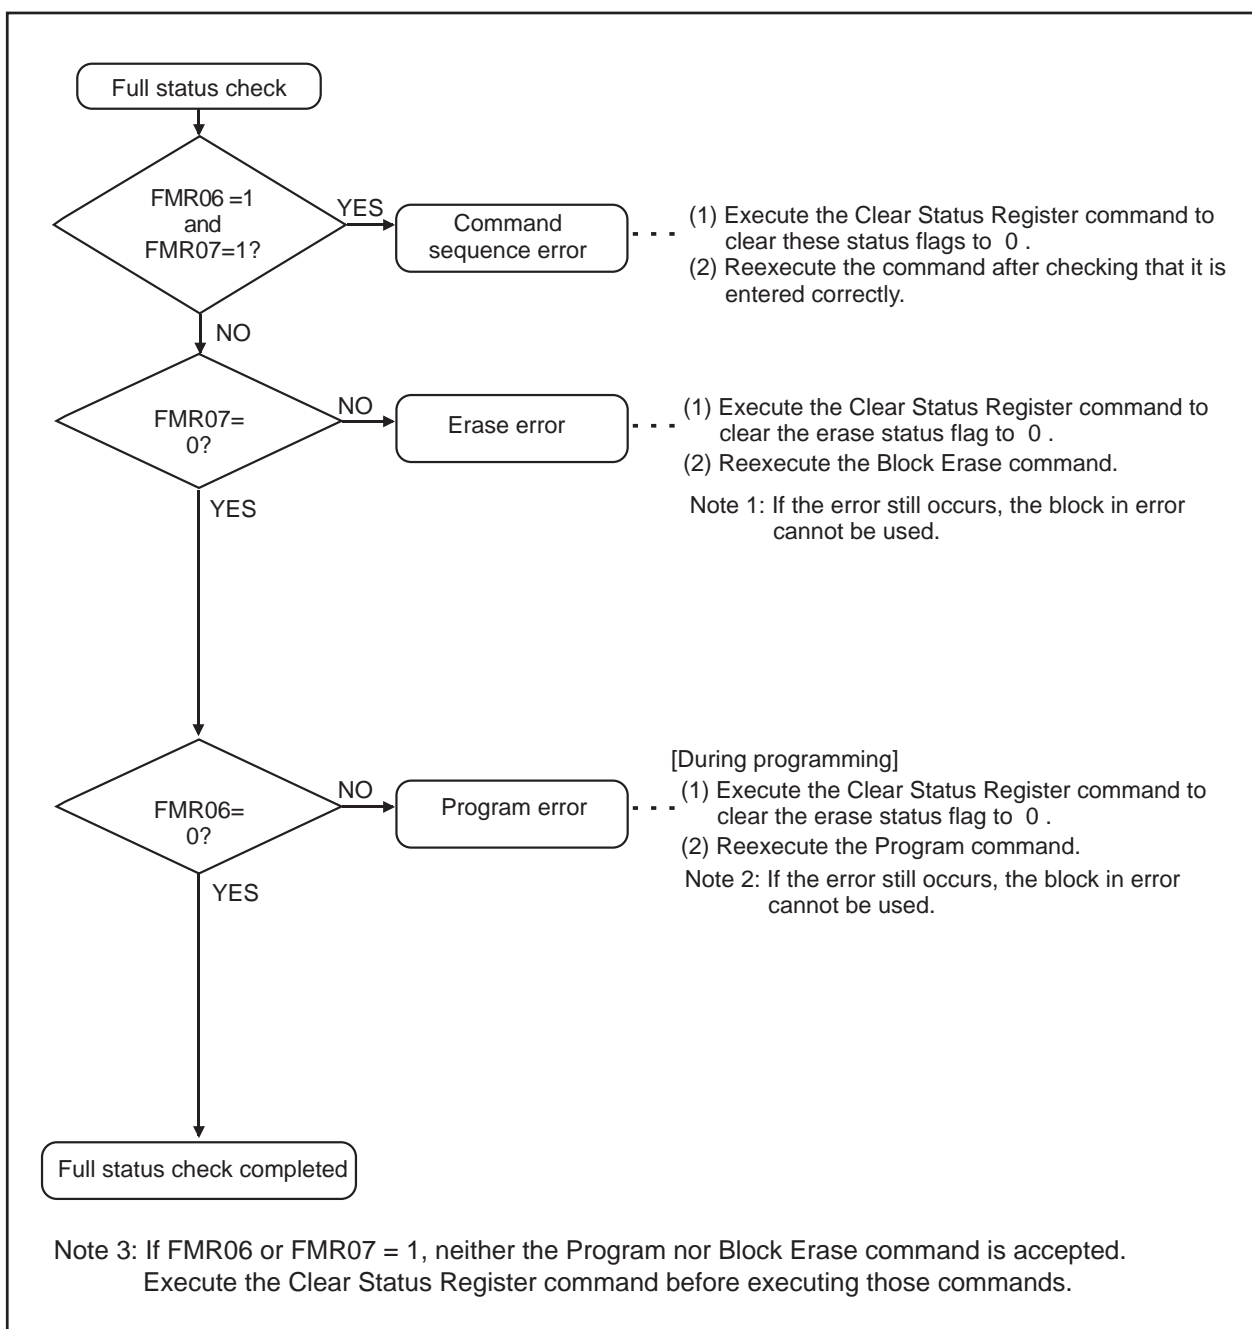 Full status check
FMR06 =1
and
FMR07=1?
YES
Command
sequence error
(1) Execute the Clear Status Register command to
clear these status flags to 0 .
(2) Reexecute the command after checking that it is
entered correctly.
NO
FMR07=
0?
NO
Erase error
(1) Execute the Clear Status Register command to
clear the erase status flag to 0 .
(2) Reexecute the Block Erase command.
Note 1: If the error still occurs, the block in error
cannot be used.
YES
FMR06=
0?
NO
Program error
[During programming]
(1) Execute the Clear Status Register command to
clear the erase status flag to 0 .
(2) Reexecute the Program command.
Note 2: If the error still occurs, the block in error
cannot be used.
YES
Full status check completed
Note 3: If FMR06 or FMR07 = 1, neither the Program nor Block Erase command is accepted.
Execute the Clear Status Register command before executing those commands.